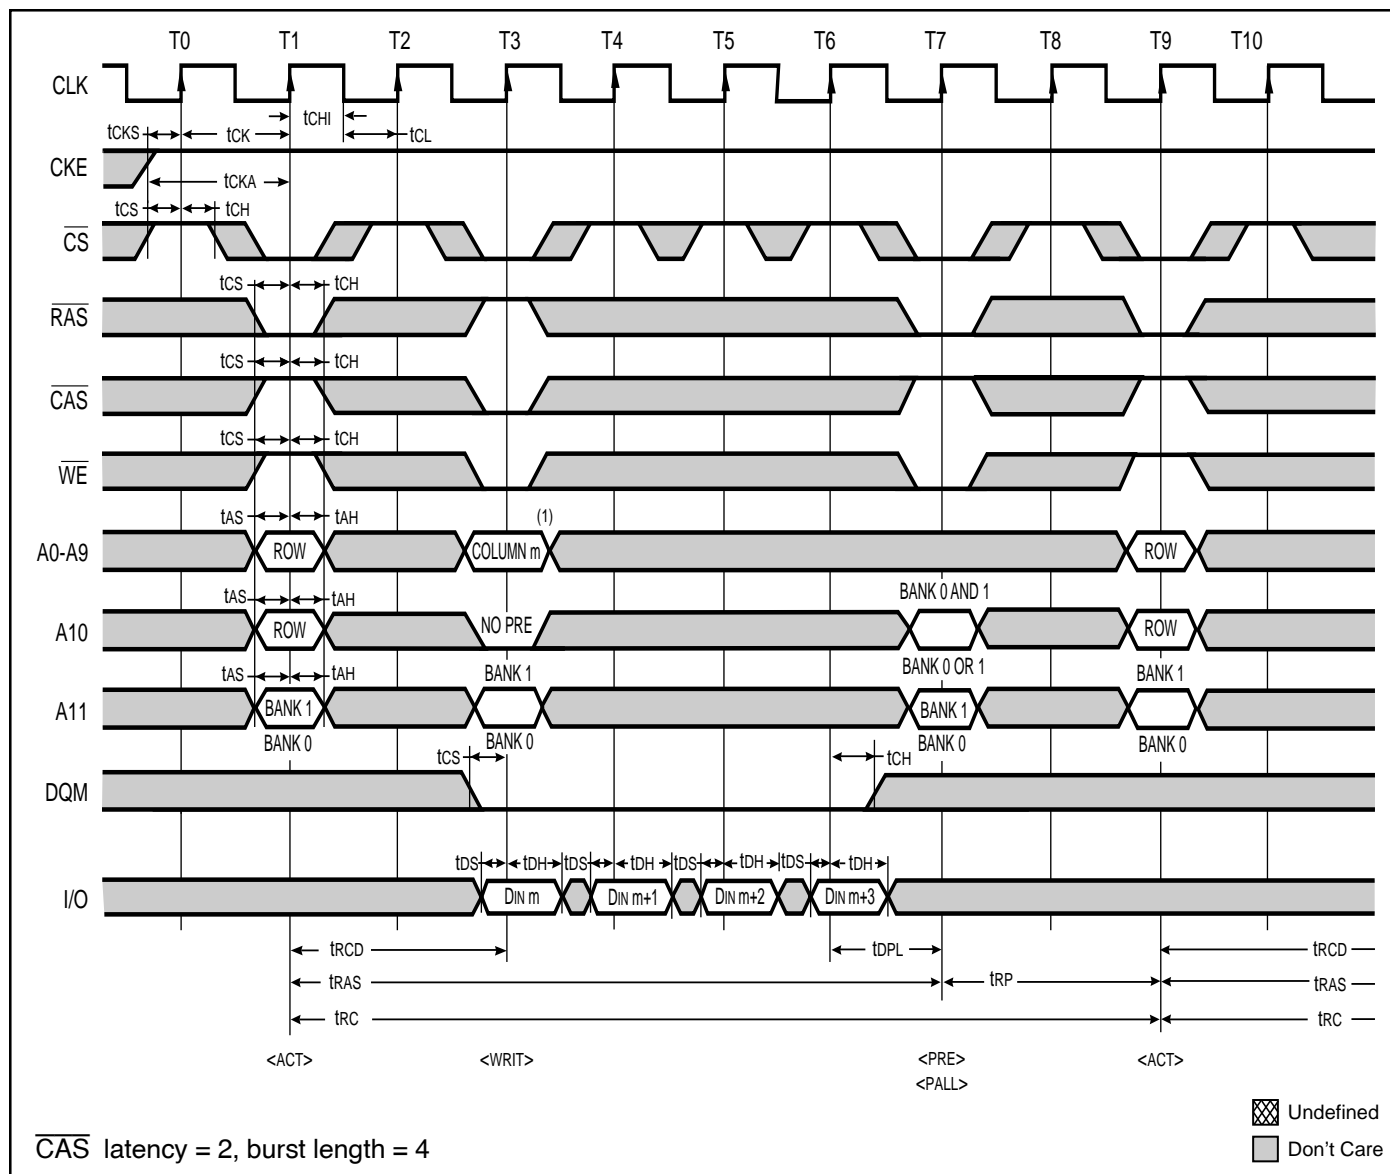 T0 T1 T2 T3 T4 T5 T6 T7 T8 T9 T10
CLK
tCHI
tCKS tCK tCL
CKE
tCKA
tCS tCH
CS
tCS tCH
RAS
tCS tCH
CAS
tCS tCH
WE
tAS tAH (1)
A0-A9 ROW COLUMN m ROW
tAS tAH BANK 0 AND 1
A10 ROW NO PRE ROW
tAS tAH BANK 1 BANK 0 OR 1 BANK 1
A11 BANK 1 BANK 1
BANK 0 BANK 0 BANK 0 BANK 0
tCS tCH
DQM
tDS tDH tDS tDH tDS tDH tDS tDH
I/O DIN m DIN m+1 DIN m+2 DIN m+3
tRCD tDPL tRCD
tRAS tRP tRAS
tRC tRC
<ACT> <WRIT> <PRE> <ACT>
<PALL>
Undefined
CAS latency = 2, burst length = 4
Don't Care